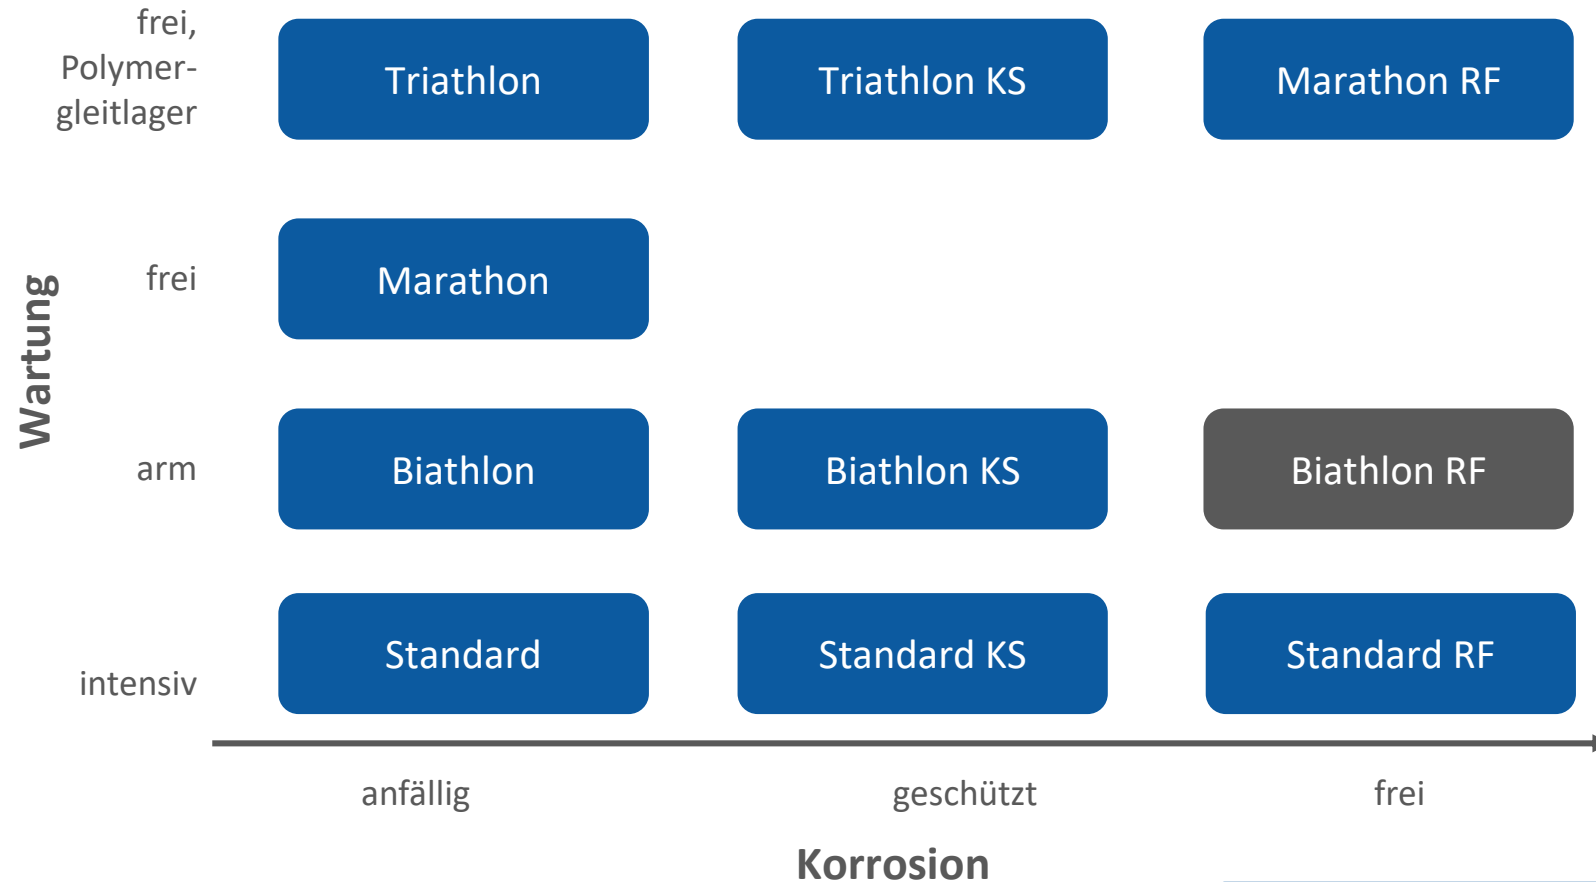 frei,
Polymer-
gleitlager
Triathlon
Triathlon KS
Marathon RF
Wartung
frei
Marathon
arm
Biathlon
Biathlon KS
Biathlon RF
intensiv
Standard
Standard KS
Standard RF
anfällig
geschützt
frei
Korrosion